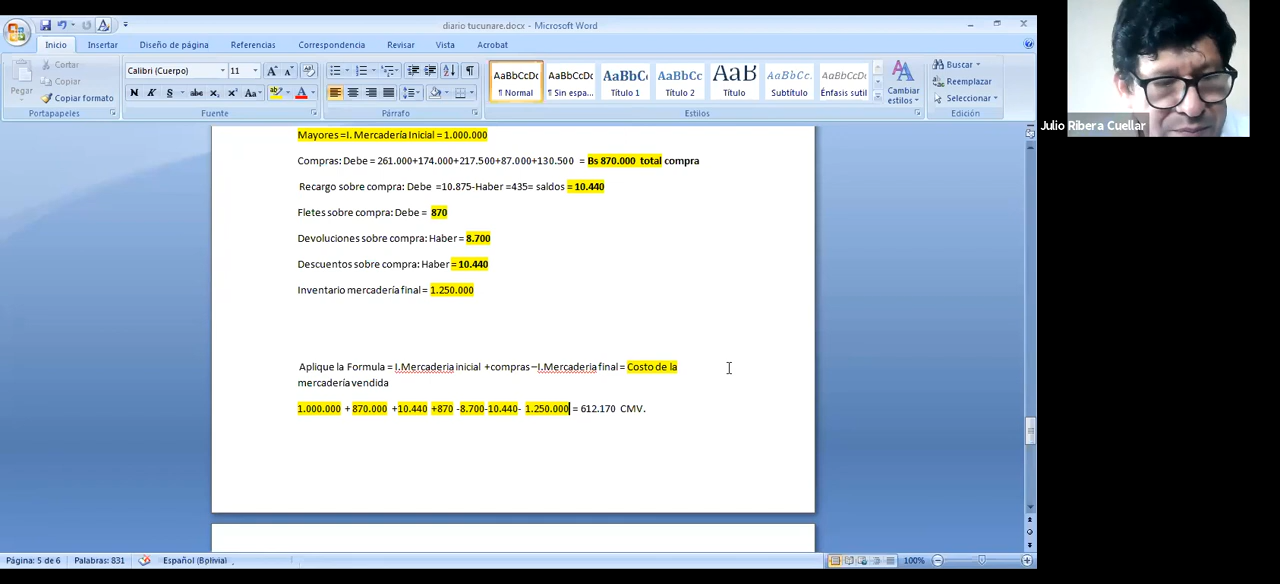 diario tucunare.docx - Microsoft Word
Inicio Insertar Diseño de página Referencias Correspondencia Revisar Vista Acrobat
Cortar
Copiar
Pegar
Copiar formato
Portapapeles
Calibri (Cuerpo) 11
Fuente
Párrafo
AaBbCcDc AaBbCcDc AaBbCc AaBbCc AaBb AaBbCc AaBbCcDc
¶ Normal ¶ Sin espa... Título 1 Título 2 Título Subtítulo Énfasis sutil
Cambiar estilos
Estilos
Buscar
Reemplazar
Seleccionar
Edición
Julio Ribera Cuellar
Mayores =I. Mercadería Inicial = 1.000.000
Compras: Debe = 261.000+174.000+217.500+87.000+130.500 = Bs 870.000 total compra
Recargo sobre compra: Debe =10.875-Haber =435= saldos = 10.440
Fletes sobre compra: Debe = 870
Devoluciones sobre compra: Haber = 8.700
Descuentos sobre compra: Haber = 10.440
Inventario mercadería final = 1.250.000
Aplique la Formula = I.Mercaderia inicial +compras –I.Mercaderia final = Costo de la
mercadería vendida
1.000.000 + 870.000 +10.440 +870 -8.700-10.440- 1.250.000 = 612.170 CMV.
Página: 5 de 6 Palabras: 831 Español (Bolivia) 100%